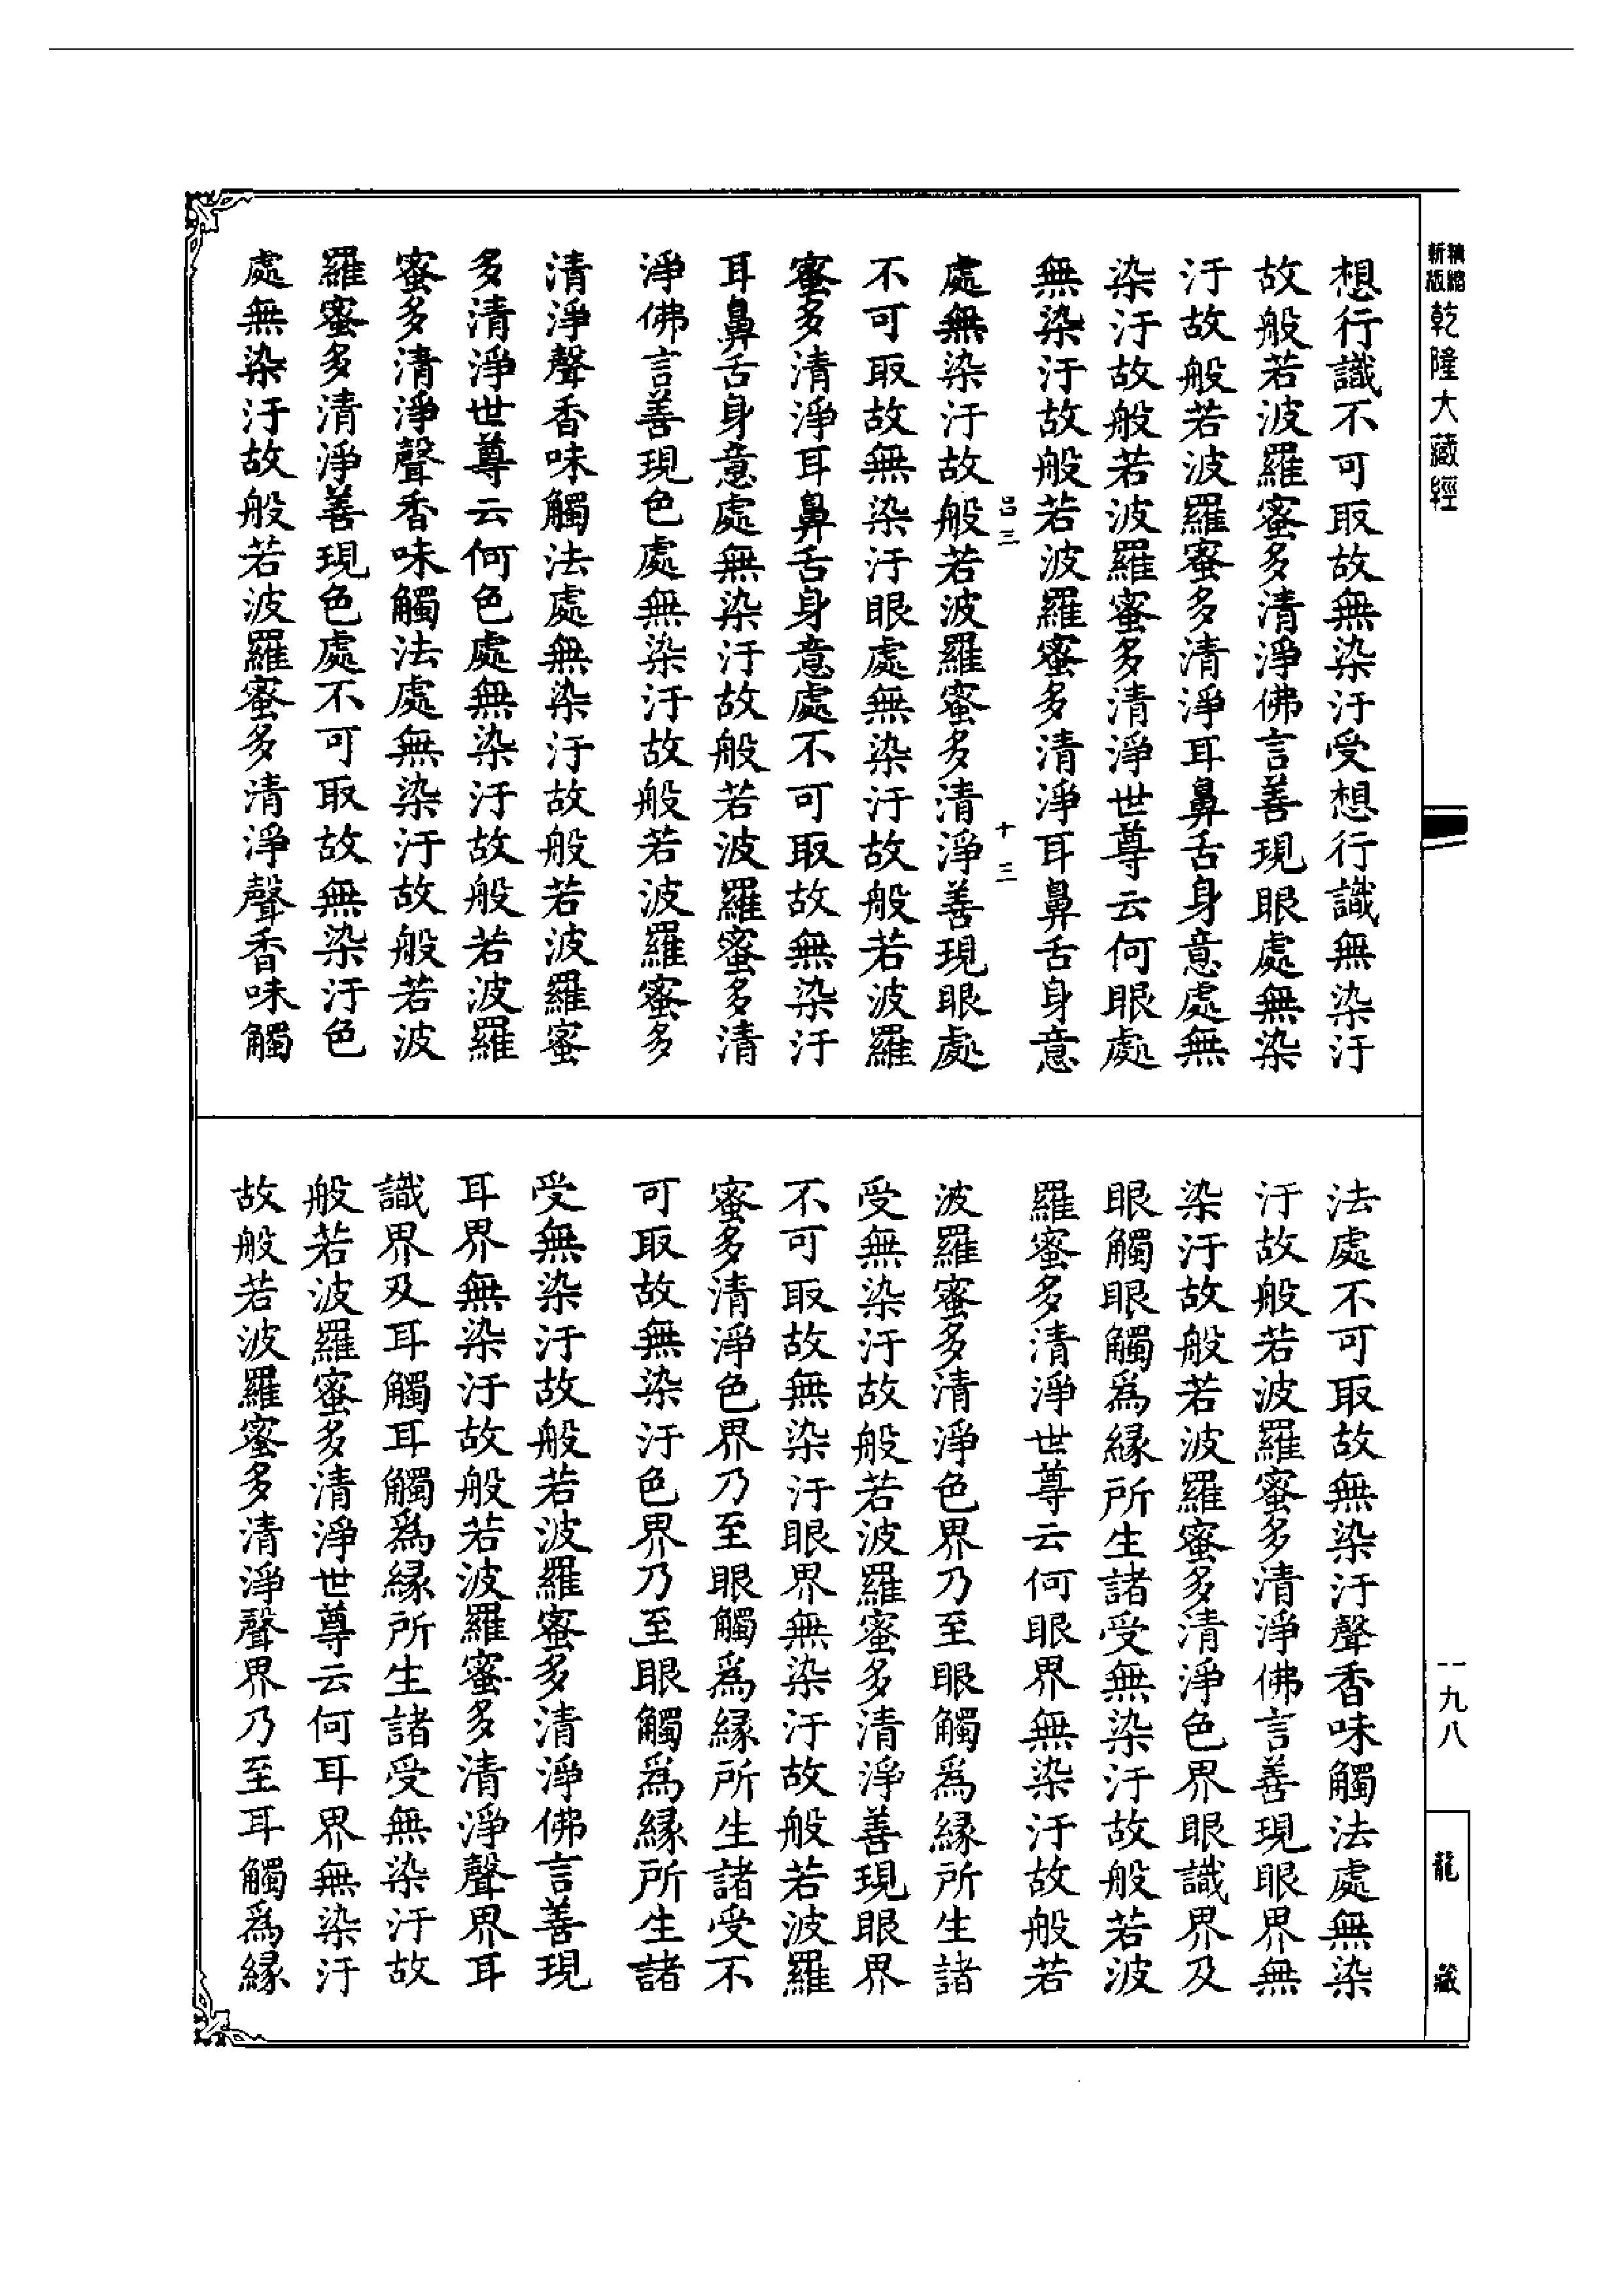 精縮新版乾隆大藏經
想行識不可取故無染汙受想行識無染汙
故般若波羅蜜多清淨佛言善現眼處無染
汙故般若波羅蜜多清淨耳鼻舌身意處無
染汙故般若波羅蜜多清淨世尊云何眼處
無染汙故般若波羅蜜多清淨耳鼻舌身意
呂三 十三
處無染汙故般若波羅蜜多清淨善現眼處
不可取故無染汙眼處無染汙故般若波羅
蜜多清淨耳鼻舌身意處不可取故無染汙
耳鼻舌身意處無染汙故般若波羅蜜多清
淨佛言善現色處無染汙故般若波羅蜜多
清淨聲香味觸法處無染汙故般若波羅蜜
多清淨世尊云何色處無染汙故般若波羅
蜜多清淨聲香味觸法處無染汙故般若波
羅蜜多清淨善現色處不可取故無染汙色
處無染汙故般若波羅蜜多清淨聲香味觸
法處不可取故無染汙聲香味觸法處無染
汙故般若波羅蜜多清淨佛言善現眼界無
染汙故般若波羅蜜多清淨色界眼識界及
眼觸眼觸爲緣所生諸受無染汙故般若波
羅蜜多清淨世尊云何眼界無染汙故般若
波羅蜜多清淨色界乃至眼觸爲緣所生諸
受無染汙故般若波羅蜜多清淨善現眼界
不可取故無染汙眼界無染汙故般若波羅
蜜多清淨色界乃至眼觸爲緣所生諸受不
可取故無染汙色界乃至眼觸爲緣所生諸
受無染汙故般若波羅蜜多清淨佛言善現
耳界無染汙故般若波羅蜜多清淨聲界耳
識界及耳觸耳觸爲緣所生諸受無染汙故
般若波羅蜜多清淨世尊云何耳界無染汙
故般若波羅蜜多清淨聲界乃至耳觸爲緣
一九八
龍藏